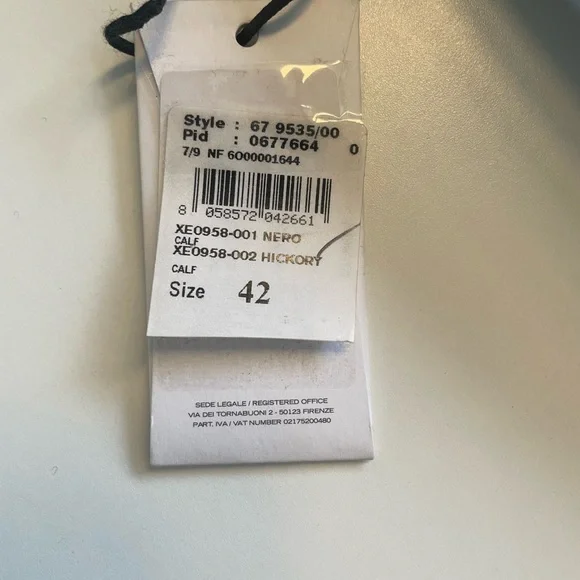 Style : 67 9535/00
Pid : 0677664 0
7/9 NF 6O00001644
8 058572 042661
XE0958-001 NERO
CALF
XE0958-002 HICKORY
CALF
Size 42
SEDE LEGALE / REGISTERED OFFICE
VIA DEI TORNABUONI 2 - 50123 FIRENZE
PART. IVA / VAT NUMBER 02175200480